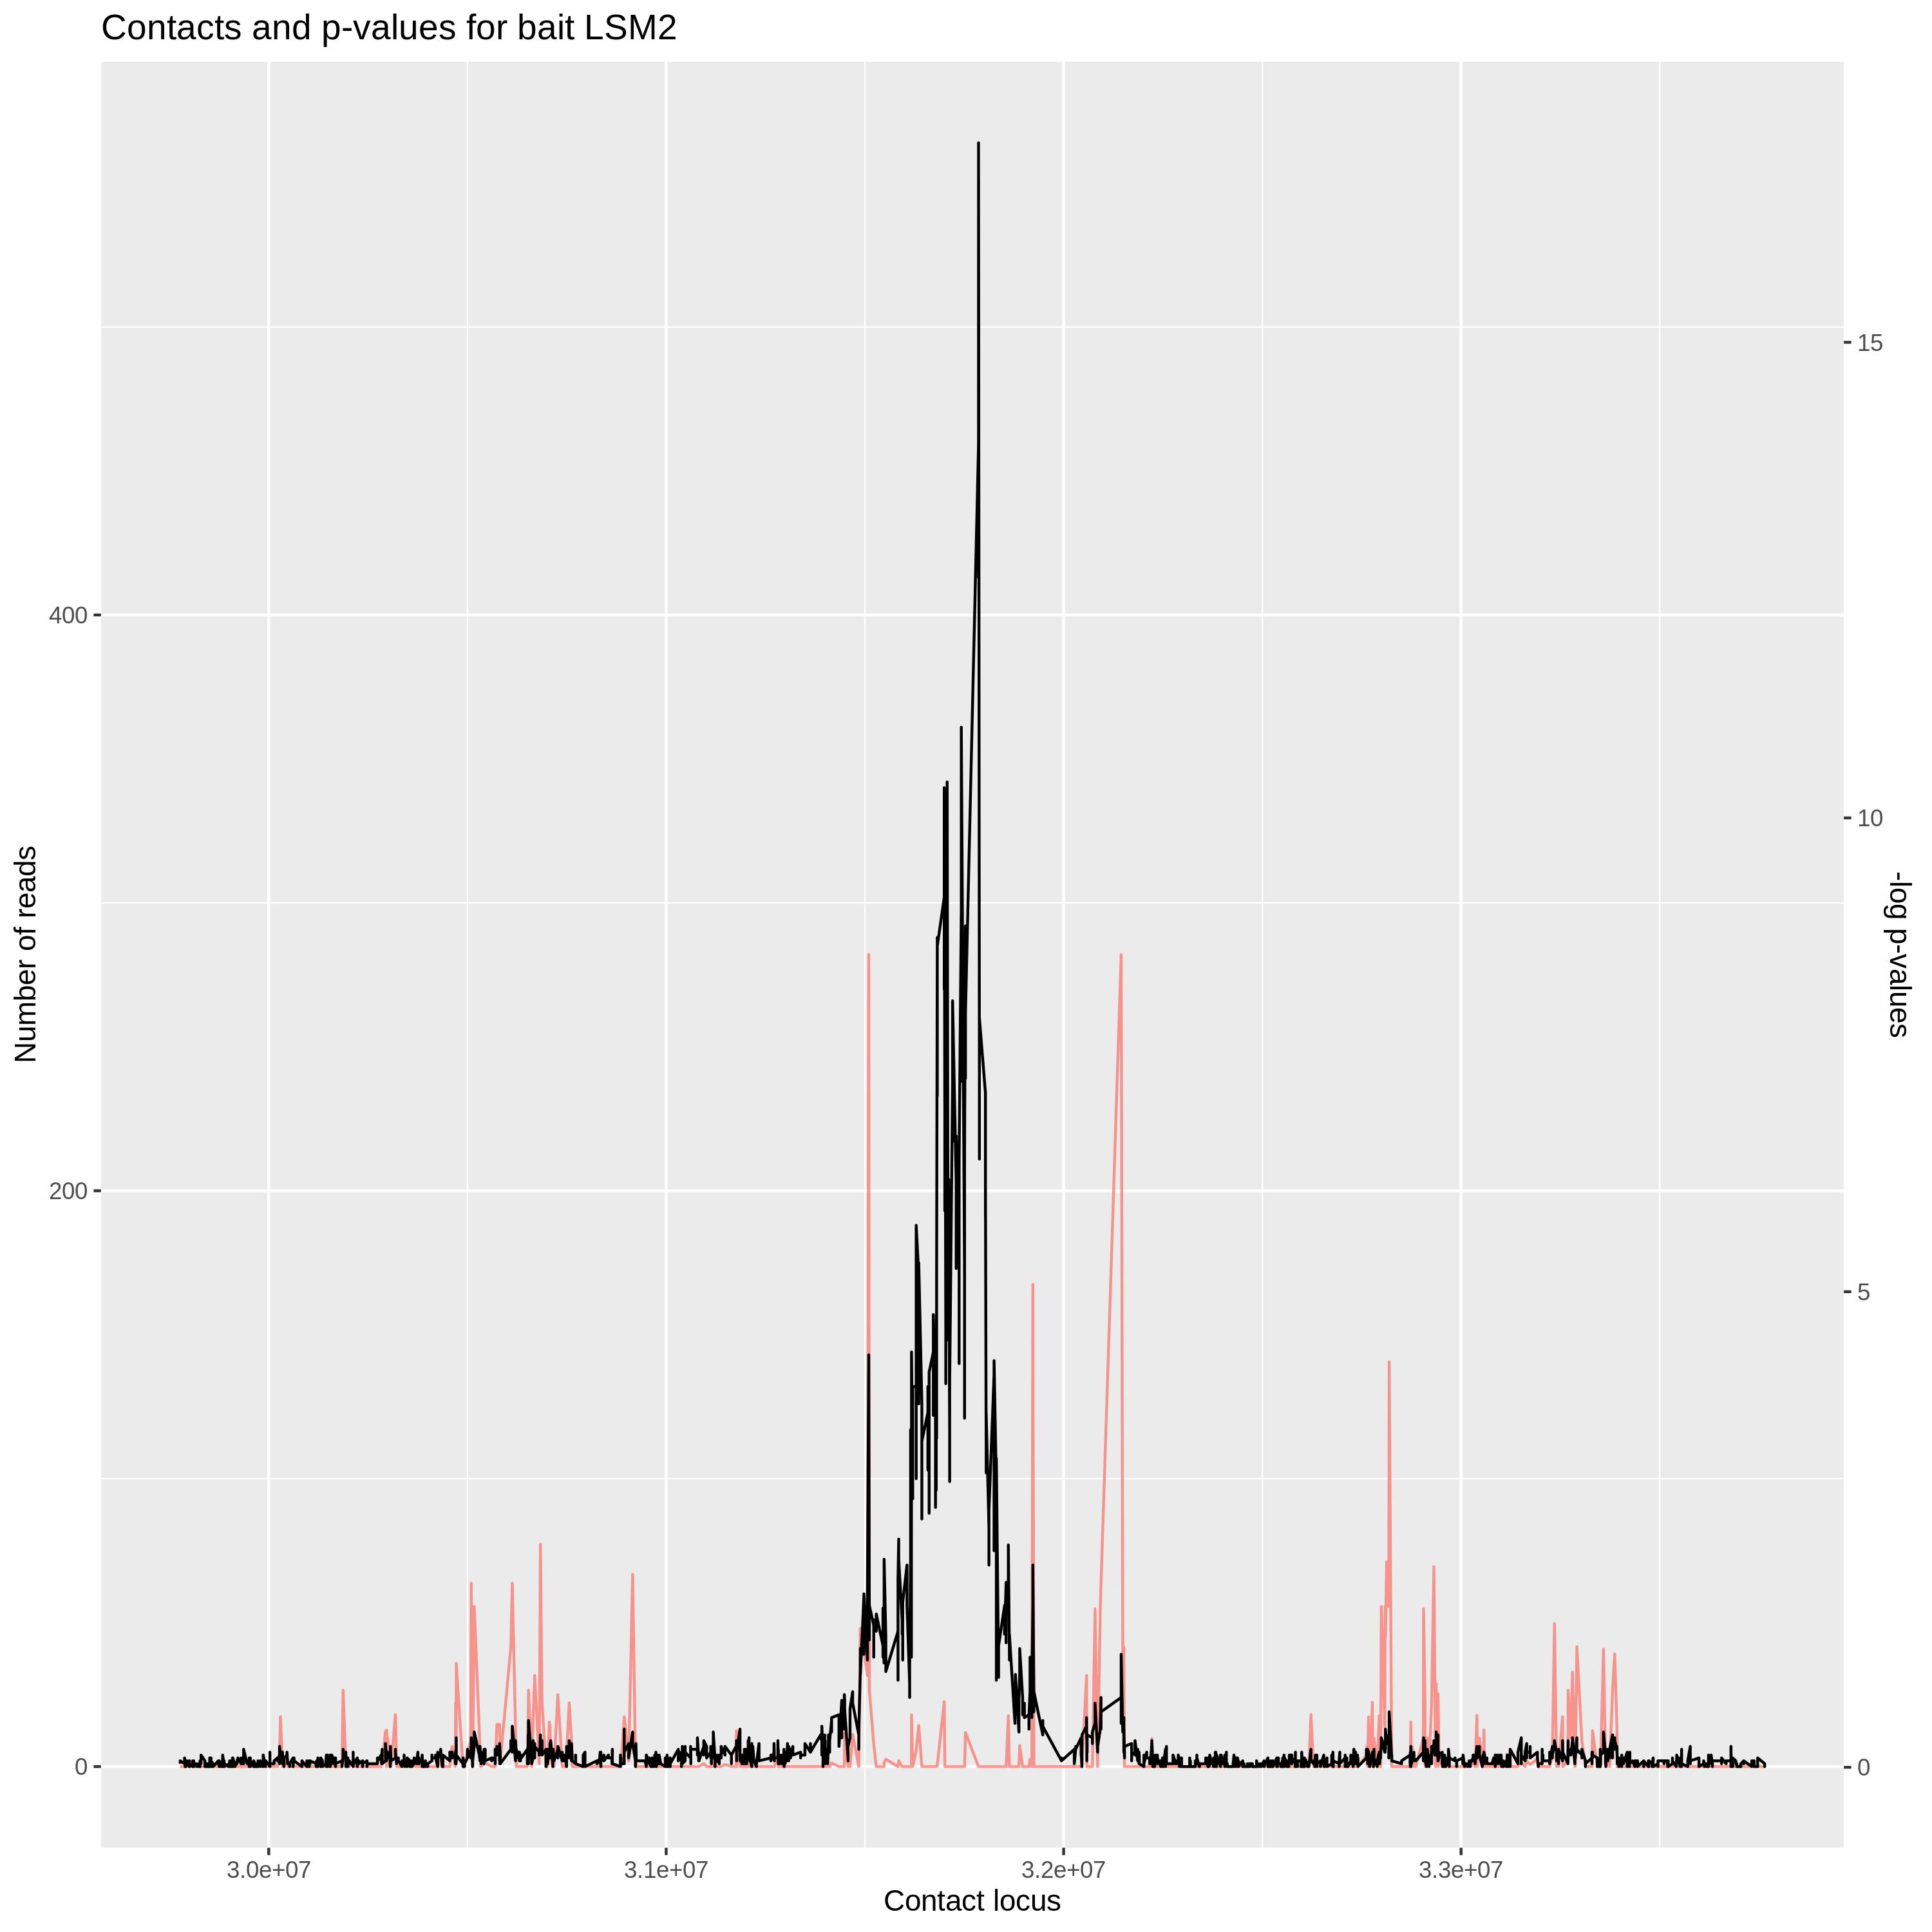 Contacts and p-values for bait LSM2
Number of reads
400
200
0
15
10
5
0
-log p-values
3.0e+07
3.1e+07
3.2e+07
3.3e+07
Contact locus